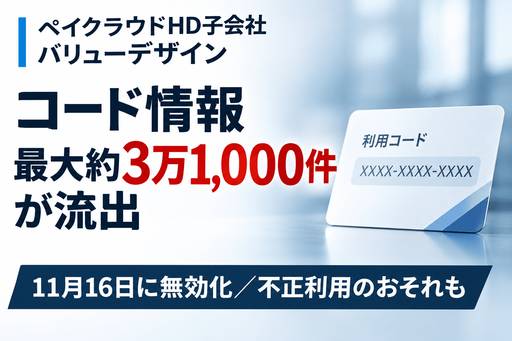 ペイクラウドHD子会社
バリューデザイン
コード情報
最大約3万1,000件
が流出
利用コード
XXXX-XXXX-XXXX
11月16日に無効化／不正利用のおそれも